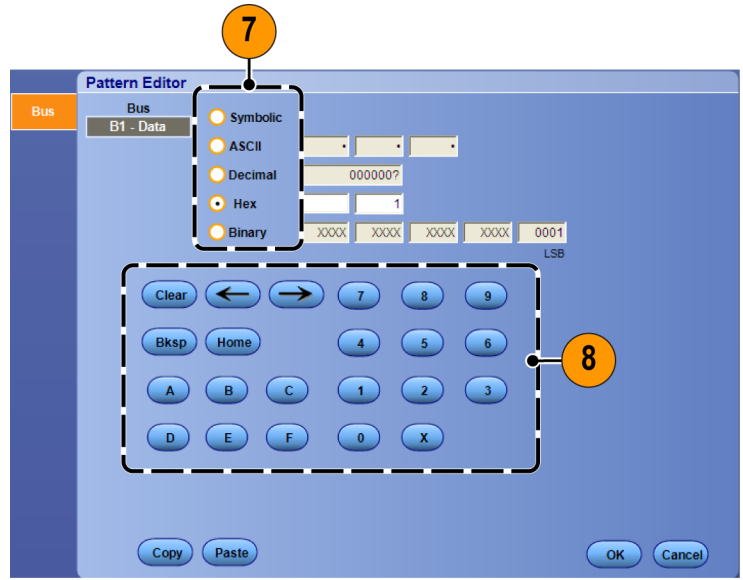 7
Pattern Editor
Bus
Bus
B1 - Data
Symbolic
ASCII
Decimal 000000?
Hex 1
Binary XXXX XXXX XXXX XXXX 0001
LSB
Clear 7 8 9
Bksp Home 4 5 6
8
A B C 1 2 3
D E F 0 X
Copy Paste OK Cancel